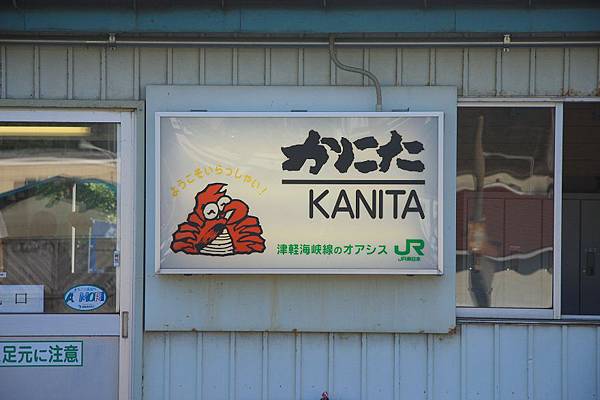 かにた
KANITA
ようこそいらっしゃい!
津軽海峡線のオアシス JR
JR東日本
口
足元に注意